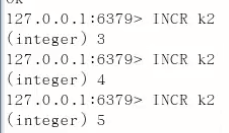 127.0.0.1:6379> INCR k2
(integer) 3
127.0.0.1:6379> INCR k2
(integer) 4
127.0.0.1:6379> INCR k2
(integer) 5